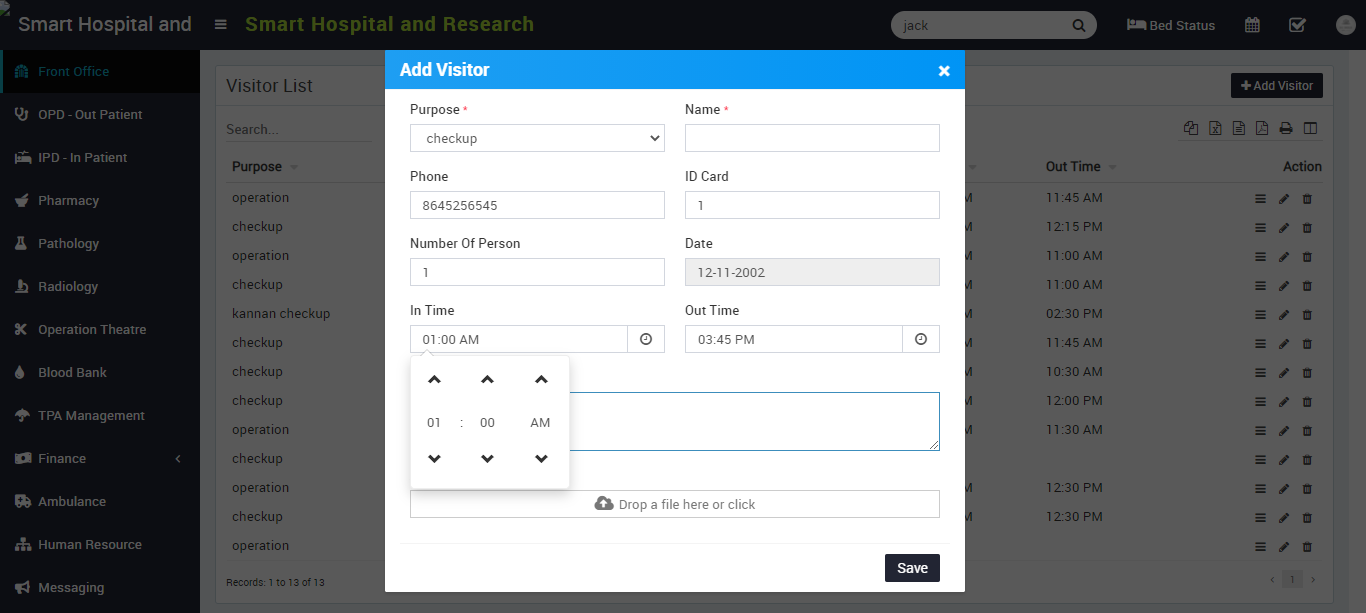 Smart Hospital and
Smart Hospital and Research
jack
Bed Status
Front Office
OPD - Out Patient
IPD - In Patient
Pharmacy
Pathology
Radiology
Operation Theatre
Blood Bank
TPA Management
Finance
Ambulance
Human Resource
Messaging
Visitor List
Add Visitor
Search...
Purpose
Out Time
Action
operation
M
11:45 AM
checkup
M
12:15 PM
operation
M
11:00 AM
checkup
M
11:00 AM
kannan checkup
M
02:30 PM
checkup
M
11:45 AM
checkup
M
10:30 AM
checkup
M
12:00 PM
operation
M
11:30 AM
checkup
M
operation
M
12:30 PM
checkup
M
12:30 PM
operation
Records: 1 to 13 of 13
1
Add Visitor
Purpose *
Name *
checkup
Phone
ID Card
8645256545
1
Number Of Person
Date
1
12-11-2002
In Time
Out Time
01:00 AM
03:45 PM
01 : 00 AM
Drop a file here or click
Save